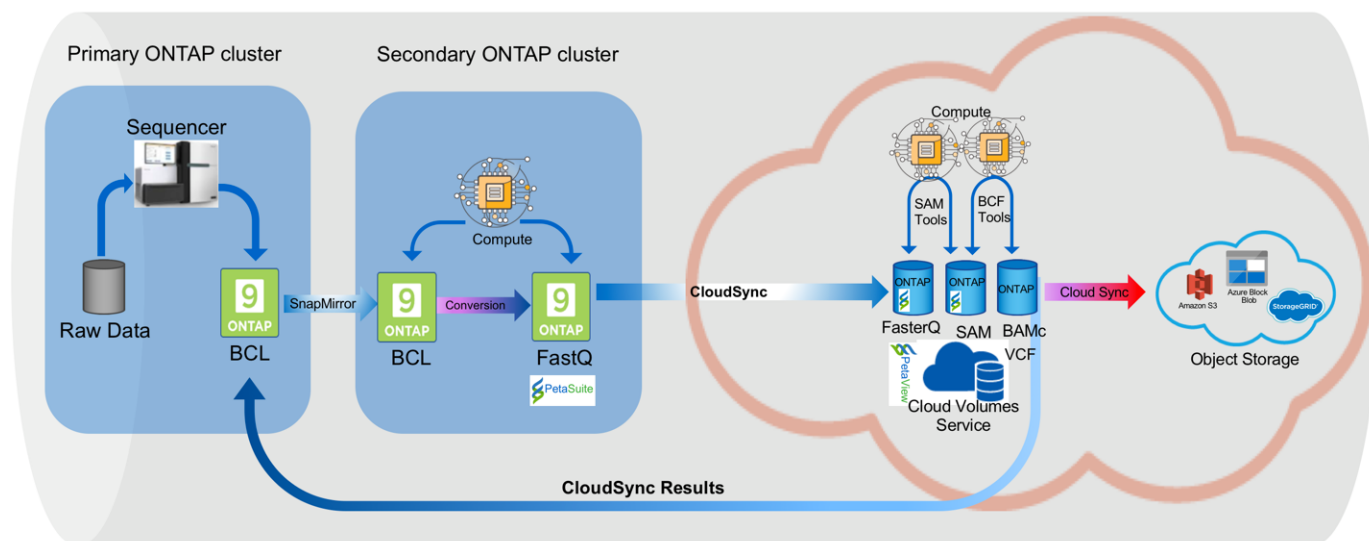 Primary ONTAP cluster
Sequencer
Raw Data
9
ONTAP
BCL
SnapMirror
Secondary ONTAP cluster
Compute
9
ONTAP
BCL
Conversion
9
ONTAP
FastQ
PetaSuite
CloudSync
Compute
SAM
Tools
BCF
Tools
ONTAP
FasterQ
ONTAP
SAM
ONTAP
BAMc
VCF
PetaView
Cloud Volumes
Service
Cloud Sync
Amazon S3
Azure Block
Blob
StorageGRID
Object Storage
CloudSync Results